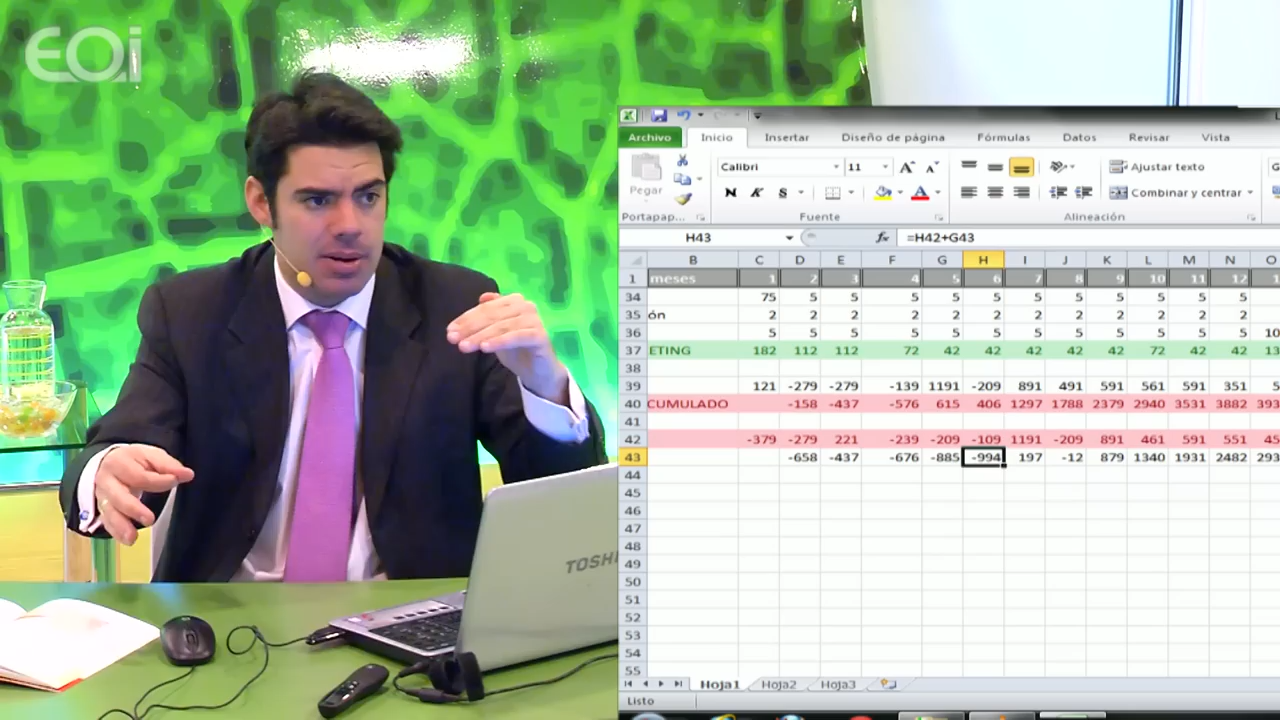 EOi
TOSHI
Archivo Inicio Insertar Diseño de página Fórmulas Datos Revisar Vista
Calibri 11 Ajustar texto
Pegar N K S Combinar y centrar
Portapap... Fuente Alineación
H43 fx =H42+G43
B C D E F G H I J K L M N O
1 meses 1 2 3 4 5 6 7 8 9 10 11 12 1
34 75 5 5 5 5 5 5 5 5 5 5 5
35 ón 2 2 2 2 2 2 2 2 2 2 2 2
36 5 5 5 5 5 5 5 5 5 5 5 5 10
37 ETING 182 112 112 72 42 42 42 42 42 72 42 42 13
38
39 121 -279 -279 -139 1191 -209 891 491 591 561 591 351 5
40 CUMULADO -158 -437 -576 615 406 1297 1788 2379 2940 3531 3882 393
41
42 -379 -279 221 -239 -209 -109 1191 -209 891 461 591 551 45
43 -658 -437 -676 -885 -994 197 -12 879 1340 1931 2482 293
44
45
46
47
48
49
50
51
52
53
54
55
Hoja1 Hoja2 Hoja3
Listo